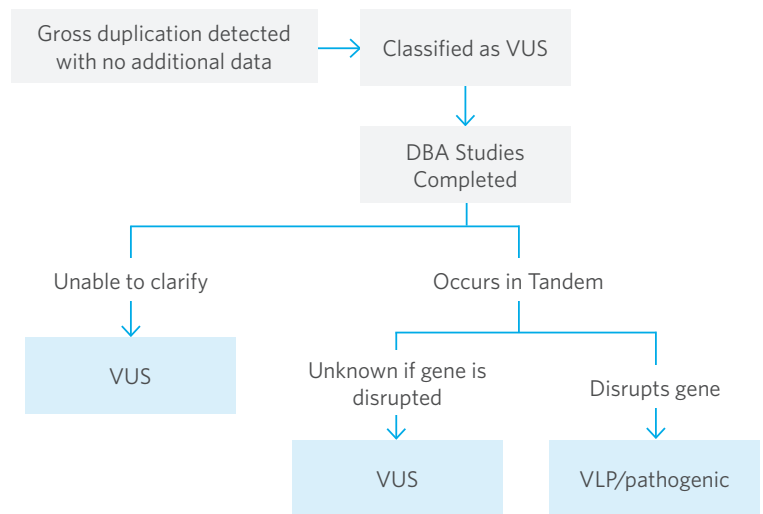 Gross duplication detected
with no additional data
Classified as VUS
DBA Studies
Completed
Unable to clarify
Occurs in Tandem
VUS
Unknown if gene is
disrupted
Disrupts gene
VUS
VLP/pathogenic